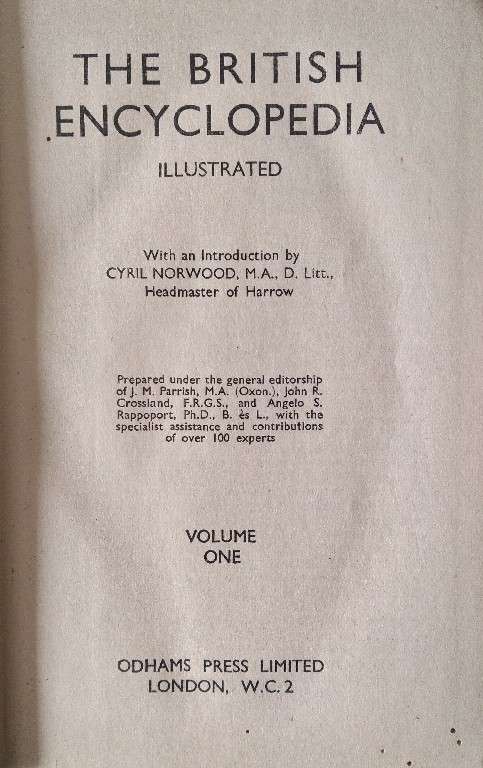 THE BRITISH
ENCYCLOPEDIA
ILLUSTRATED
With an Introduction by
CYRIL NORWOOD, M.A., D. Litt.,
Headmaster of Harrow
Prepared under the general editorship
of J. M. Parrish, M.A. (Oxon.), John R.
Crossland, F.R.G.S., and Angelo S.
Rappoport, Ph.D., B. ès L., with the
specialist assistance and contributions
of over 100 experts
VOLUME
ONE
ODHAMS PRESS LIMITED
LONDON, W.C.2